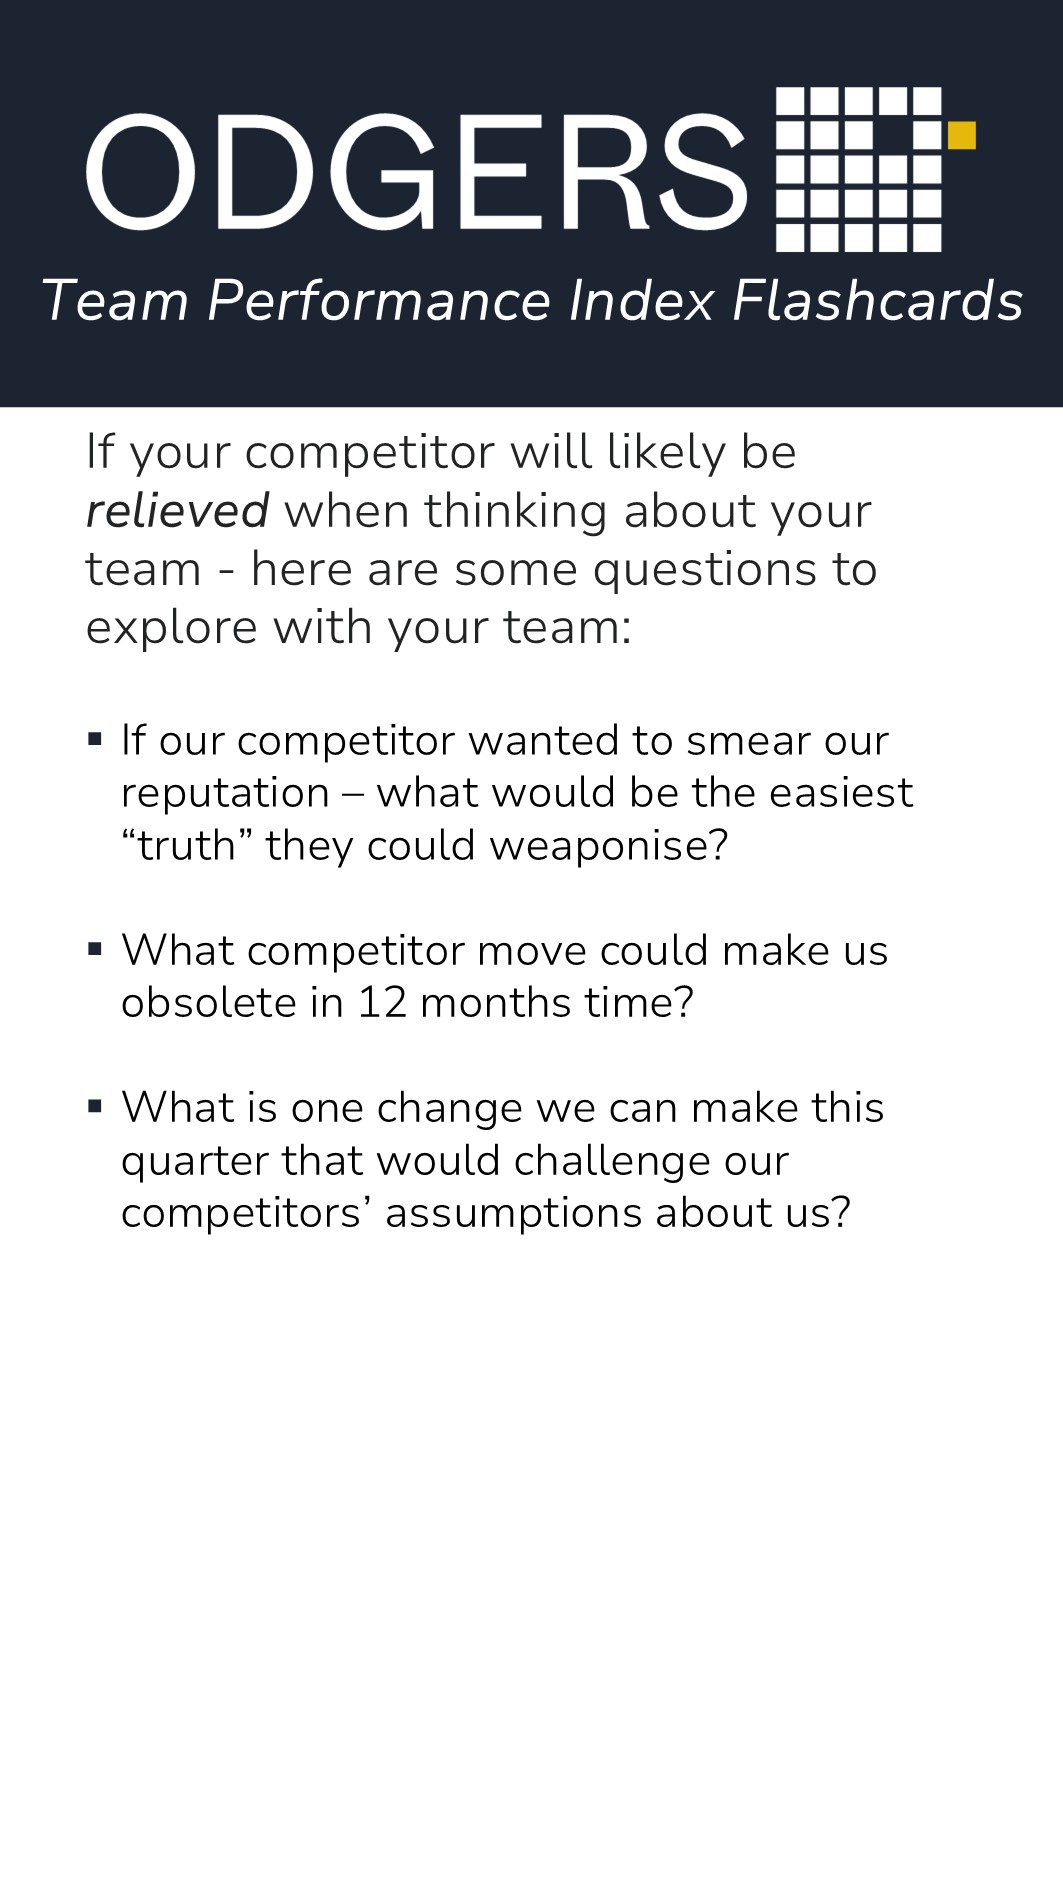 ODGERS
Team Performance Index Flashcards
If your competitor will likely be
relieved when thinking about your
team - here are some questions to
explore with your team:
▪ If our competitor wanted to smear our
reputation – what would be the easiest
“truth” they could weaponise?
▪ What competitor move could make us
obsolete in 12 months time?
▪ What is one change we can make this
quarter that would challenge our
competitors’ assumptions about us?